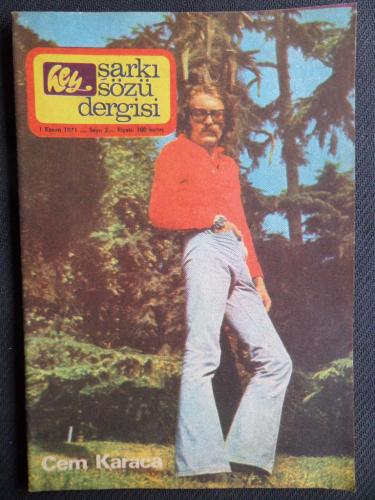 hey
şarkı
sözü
dergisi
1 Kasım 1971 ... Sayı: 2 ... Fiyatı: 100 kuruş
Cem Karaca